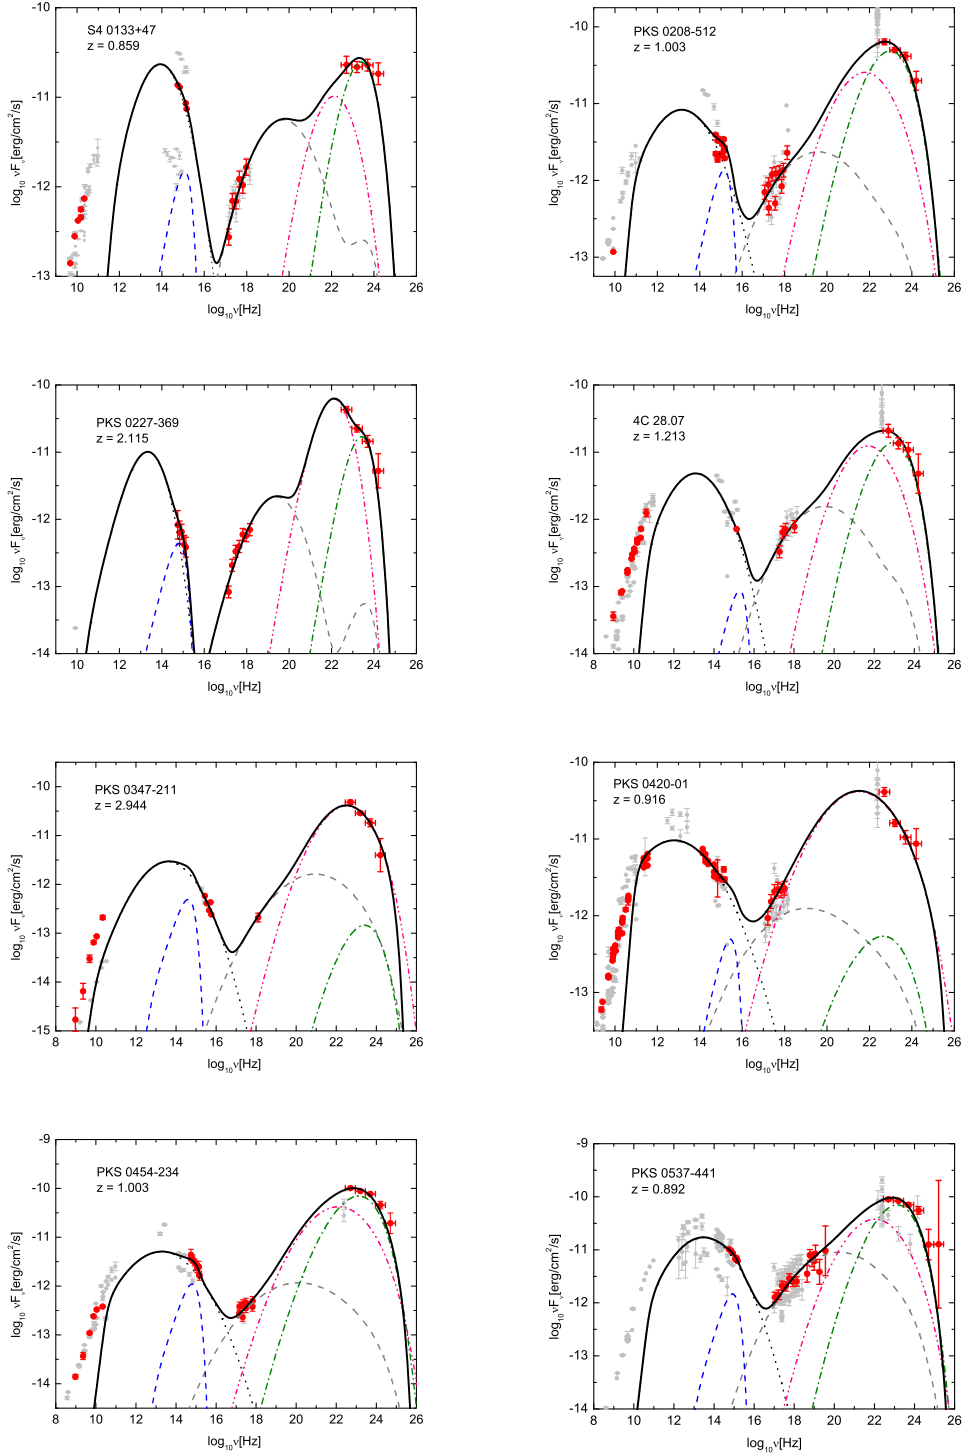 S4 0133+47
z = 0.859
-10
-11
-12
-13
log₁₀ νFᵥ[erg/cm²/s]
10 12 14 16 18 20 22 24 26
log₁₀ν[Hz]
PKS 0208-512
z = 1.003
-10
-11
-12
-13
log₁₀ νFᵥ[erg/cm²/s]
10 12 14 16 18 20 22 24 26
log₁₀ν[Hz]
PKS 0227-369
z = 2.115
-10
-11
-12
-13
-14
log₁₀ νFᵥ[erg/cm²/s]
10 12 14 16 18 20 22 24 26
log₁₀ν[Hz]
4C 28.07
z = 1.213
-10
-11
-12
-13
-14
log₁₀ νFᵥ[erg/cm²/s]
8 10 12 14 16 18 20 22 24 26
log₁₀ν[Hz]
PKS 0347-211
z = 2.944
-10
-11
-12
-13
-14
-15
log₁₀ νFᵥ[erg/cm²/s]
8 10 12 14 16 18 20 22 24 26
log₁₀ν[Hz]
PKS 0420-01
z = 0.916
-10
-11
-12
-13
log₁₀ νFᵥ[erg/cm²/s]
10 12 14 16 18 20 22 24 26
log₁₀ν[Hz]
PKS 0454-234
z = 1.003
-9
-10
-11
-12
-13
-14
log₁₀ νFᵥ[erg/cm²/s]
8 10 12 14 16 18 20 22 24 26
log₁₀ν[Hz]
PKS 0537-441
z = 0.892
-9
-10
-11
-12
-13
-14
log₁₀ νFᵥ[erg/cm²/s]
8 10 12 14 16 18 20 22 24 26
log₁₀ν[Hz]